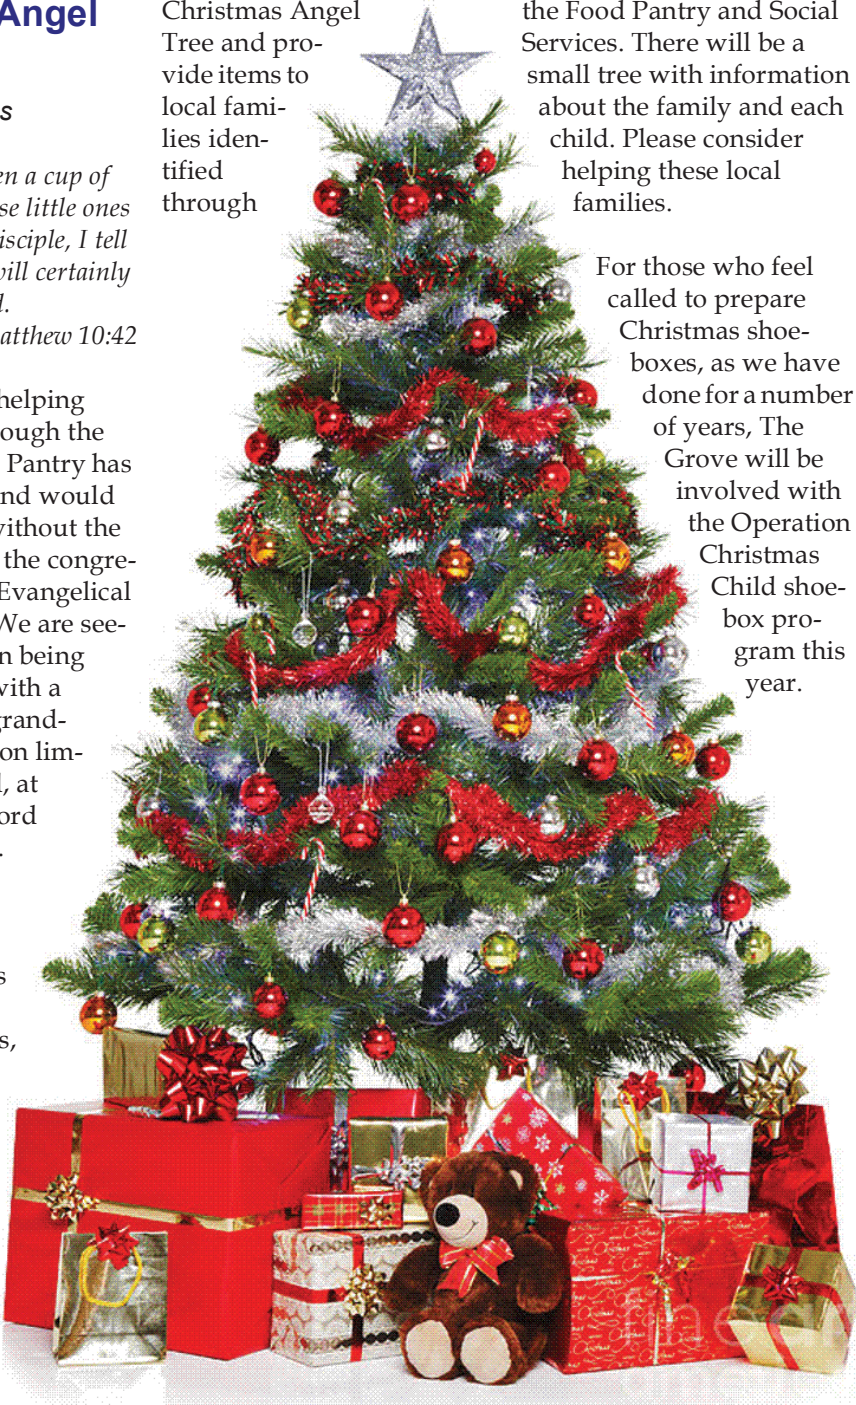 Angel
s
en a cup of
se little ones
isciple, I tell
will certainly
d.
atthew 10:42
helping
ough the
Pantry has
nd would
without the
the congre-
Evangelical
We are see-
n being
with a
grand-
on lim-
l, at
ord
.
s
s,
Christmas Angel
Tree and pro-
vide items to
local fami-
lies iden-
tified
through
the Food Pantry and Social
Services. There will be a
small tree with information
about the family and each
child. Please consider
helping these local
families.
For those who feel
called to prepare
Christmas shoe-
boxes, as we have
done for a number
of years, The
Grove will be
involved with
the Operation
Christmas
Child shoe-
box pro-
gram this
year.